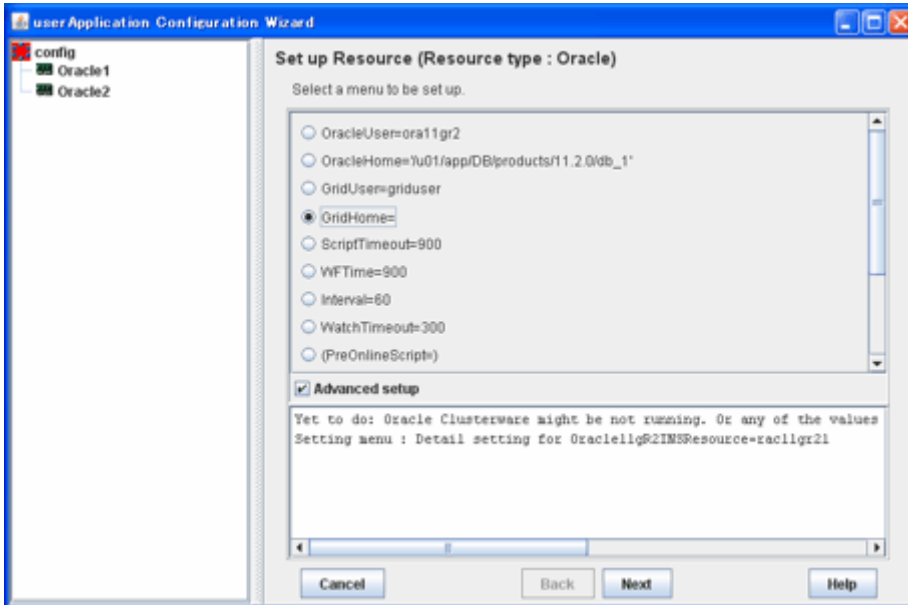 userApplication Configuration Wizard
config
Oracle1
Oracle2
Set up Resource (Resource type : Oracle)
Select a menu to be set up.
OracleUser=ora11gr2
OracleHome='/u01/app/DB/products/11.2.0/db_1'
GridUser=griduser
GridHome=
ScriptTimeout=900
WFTime=900
Interval=60
WatchTimeout=300
(PreOnlineScript=)
Advanced setup
Yet to do: Oracle Clusterware might be not running. Or any of the values
Setting menu : Detail setting for Oracle11gR2INSResource=rac11gr21
Cancel
Back
Next
Help